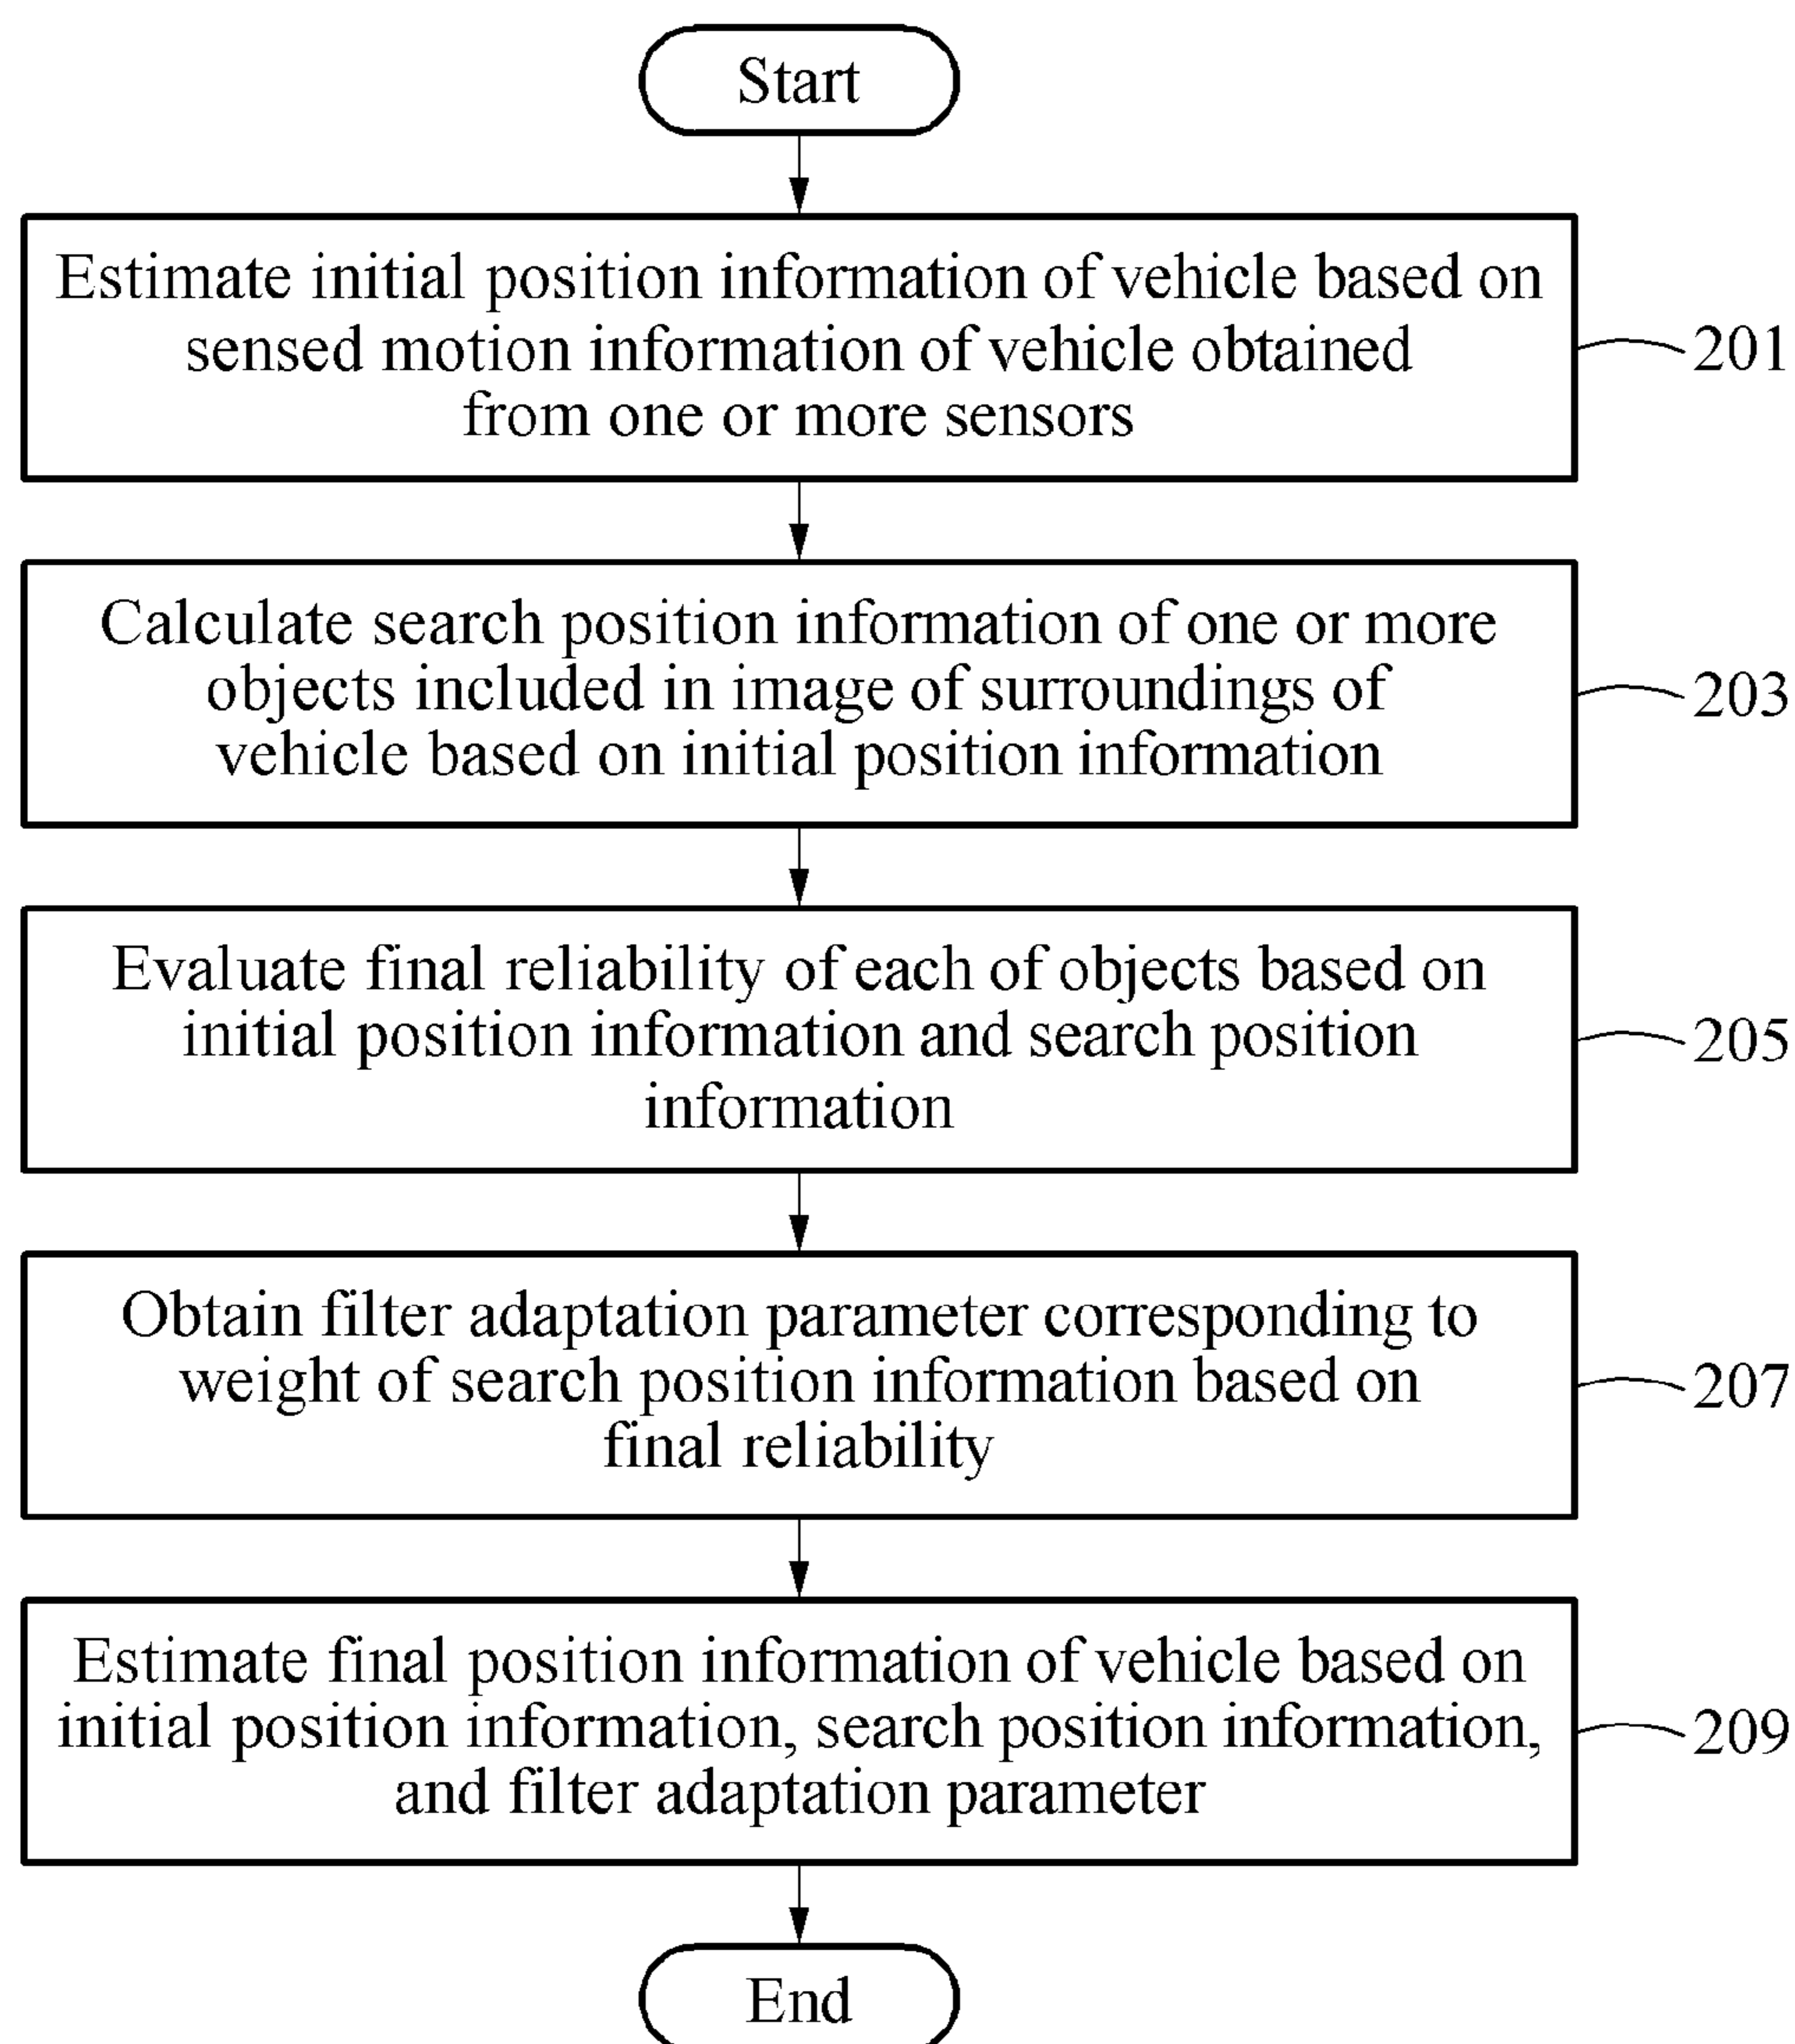 Start
Estimate initial position information of vehicle based on
sensed motion information of vehicle obtained
from one or more sensors
201
Calculate search position information of one or more
objects included in image of surroundings of
vehicle based on initial position information
203
Evaluate final reliability of each of objects based on
initial position information and search position
information
205
Obtain filter adaptation parameter corresponding to
weight of search position information based on
final reliability
207
Estimate final position information of vehicle based on
initial position information, search position information,
and filter adaptation parameter
209
End